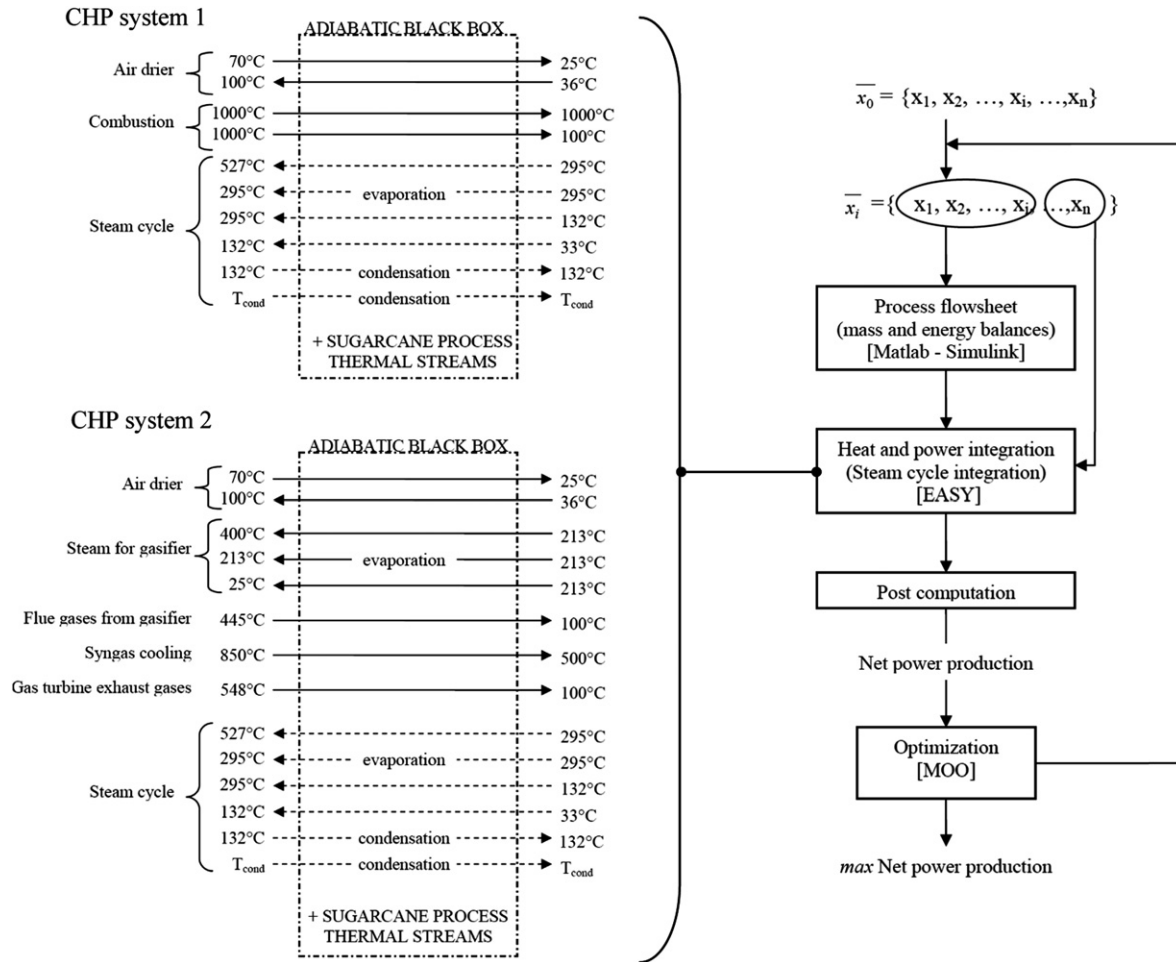 CHP system 1
ADIABATIC BLACK BOX
Air drier
70°C
25°C
100°C
36°C
Combustion
1000°C
1000°C
1000°C
100°C
Steam cycle
527°C
295°C
295°C
evaporation
295°C
295°C
132°C
132°C
33°C
132°C
condensation
132°C
Tcond
condensation
Tcond
+ SUGARCANE PROCESS
THERMAL STREAMS
CHP system 2
ADIABATIC BLACK BOX
Air drier
70°C
25°C
100°C
36°C
Steam for gasifier
400°C
213°C
213°C
evaporation
213°C
25°C
213°C
Flue gases from gasifier
445°C
100°C
Syngas cooling
850°C
500°C
Gas turbine exhaust gases
548°C
100°C
Steam cycle
527°C
295°C
295°C
evaporation
295°C
295°C
132°C
132°C
33°C
132°C
condensation
132°C
Tcond
condensation
Tcond
+ SUGARCANE PROCESS
THERMAL STREAMS
x0 = {x1, x2, …, xi, …,xn}
xi ={ x1, x2, …, xi, …,xn }
Process flowsheet
(mass and energy balances)
[Matlab - Simulink]
Heat and power integration
(Steam cycle integration)
[EASY]
Post computation
Net power production
Optimization
[MOO]
max Net power production